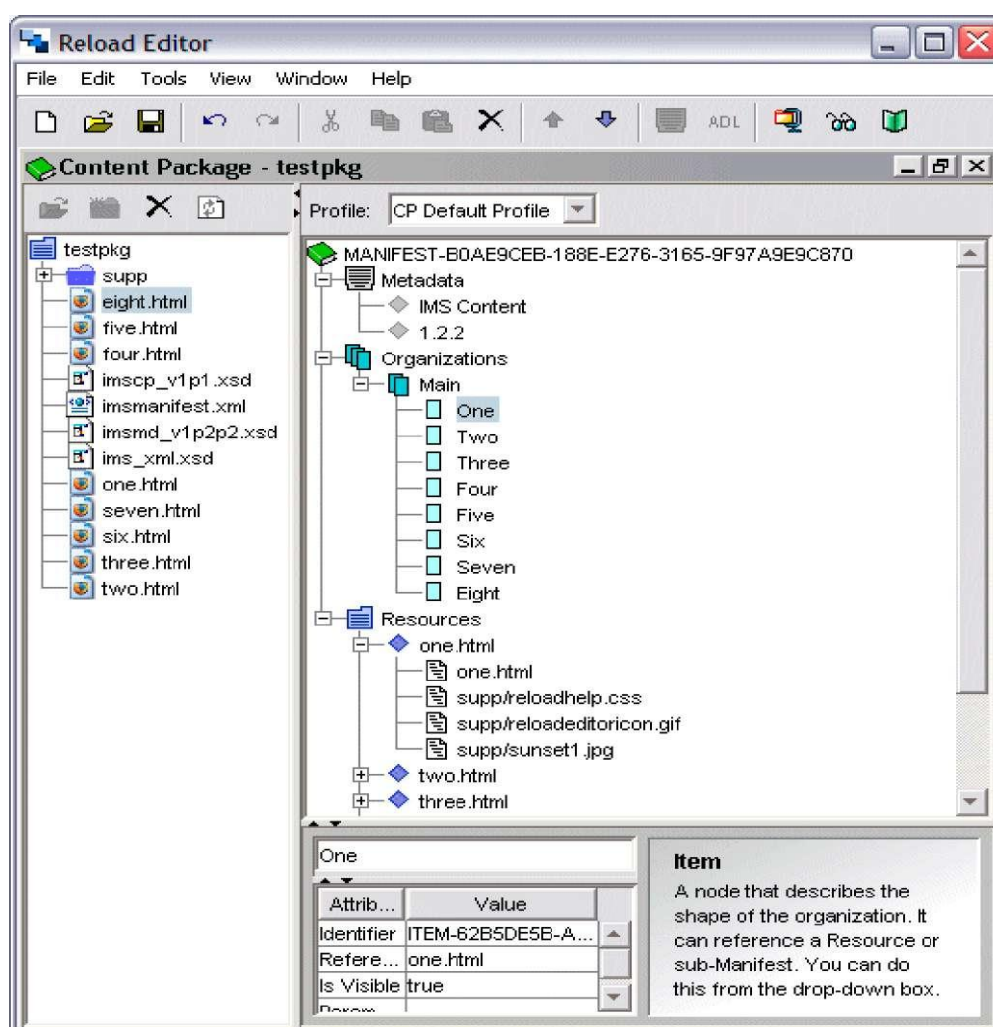 Reload Editor
File Edit Tools View Window Help
ADL
Content Package - testpkg
Profile: CP Default Profile
testpkg
supp
eight.html
five.html
four.html
imscp_v1p1.xsd
imsmanifest.xml
imsmd_v1p2p2.xsd
ims_xml.xsd
one.html
seven.html
six.html
three.html
two.html
MANIFEST-B0AE9CEB-188E-E276-3165-9F97A9E9C870
Metadata
IMS Content
1.2.2
Organizations
Main
One
Two
Three
Four
Five
Six
Seven
Eight
Resources
one.html
one.html
supp/reloadhelp.css
supp/reloadeditoricon.gif
supp/sunset1.jpg
two.html
three.html
One
Attrib... Value
Identifier ITEM-62B5DE5B-A...
Refere... one.html
Is Visible true
Item
A node that describes the
shape of the organization. It
can reference a Resource or
sub-Manifest. You can do
this from the drop-down box.